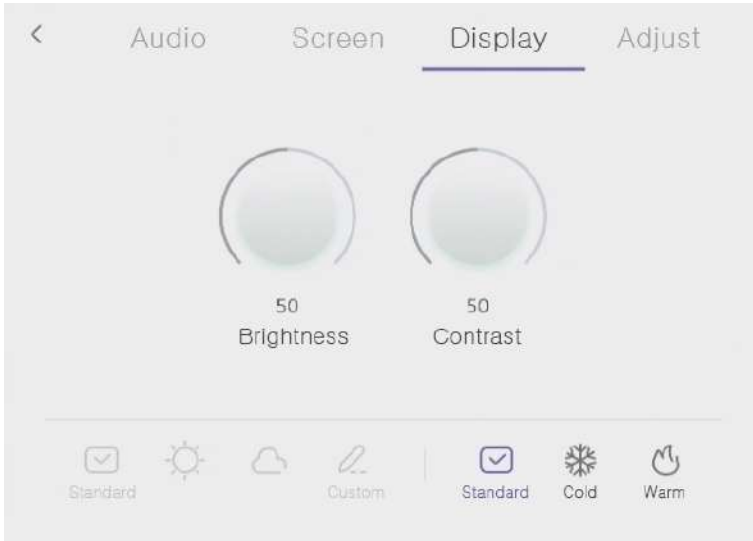 Audio Screen Display Adjust
50 50
Brightness Contrast
Standard Custom Standard Cold Warm